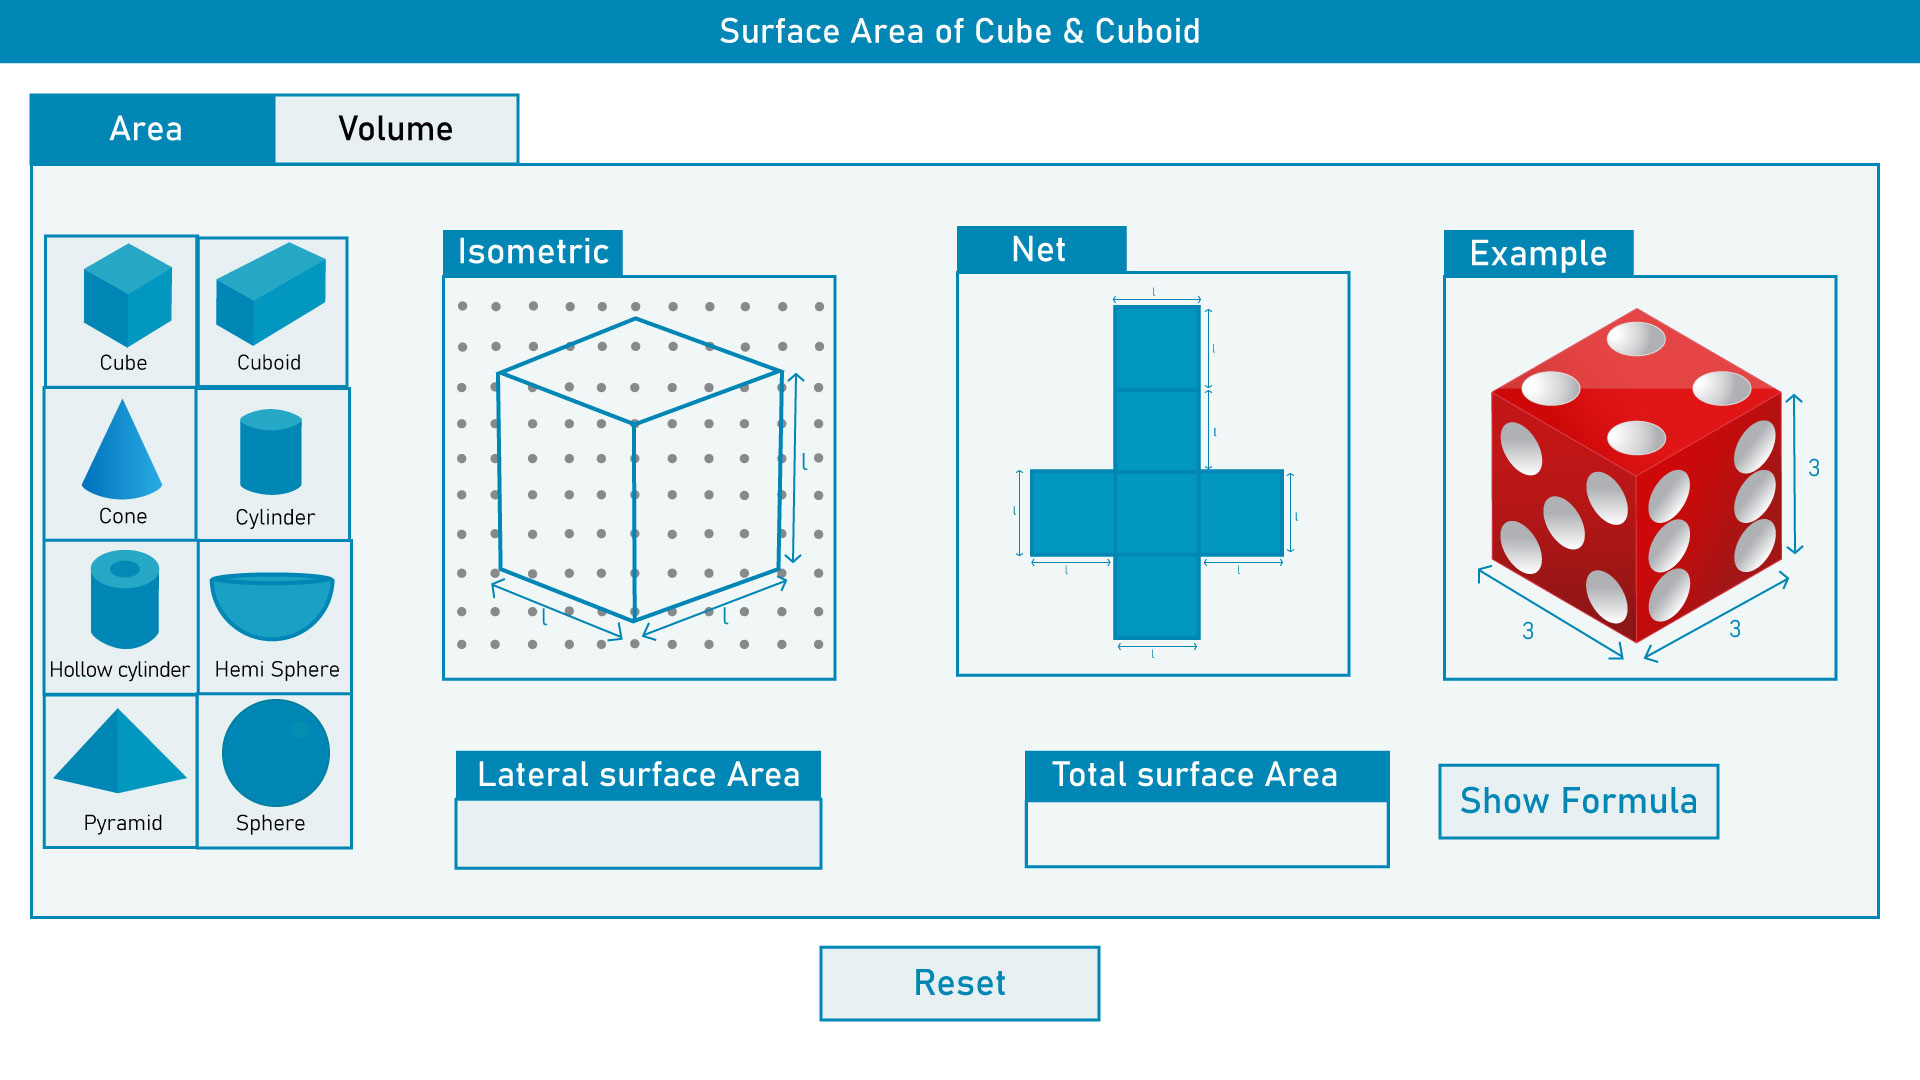 Surface Area of Cube & Cuboid
Area
Volume
Cube
Cuboid
Cone
Cylinder
Hollow cylinder
Hemi Sphere
Pyramid
Sphere
Isometric
l
l
l
Net
l
l
l
l
l
l
l
l
Example
3
3
3
Lateral surface Area
Total surface Area
Show Formula
Reset